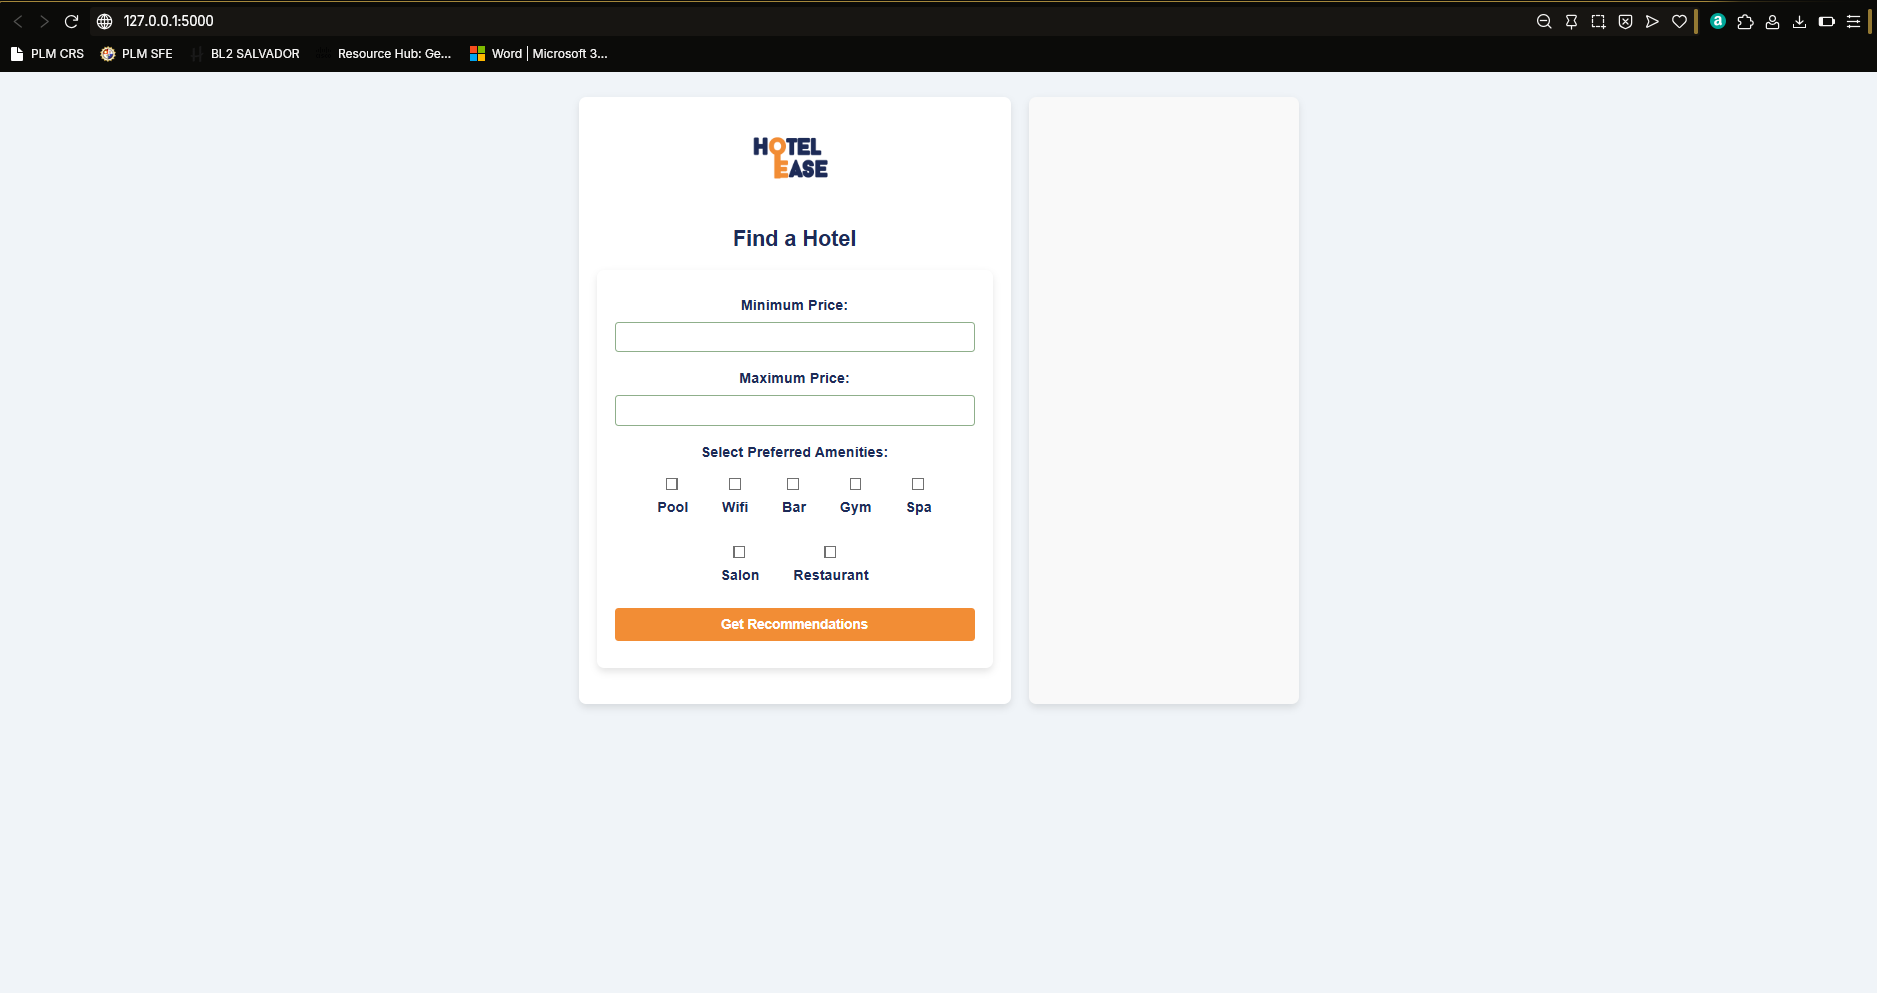 127.0.0.1:5000
PLM CRS PLM SFE BL2 SALVADOR Resource Hub: Ge... Word | Microsoft 3...
HOTEL
EASE
Find a Hotel
Minimum Price:
Maximum Price:
Select Preferred Amenities:
Pool Wifi Bar Gym Spa
Salon Restaurant
Get Recommendations